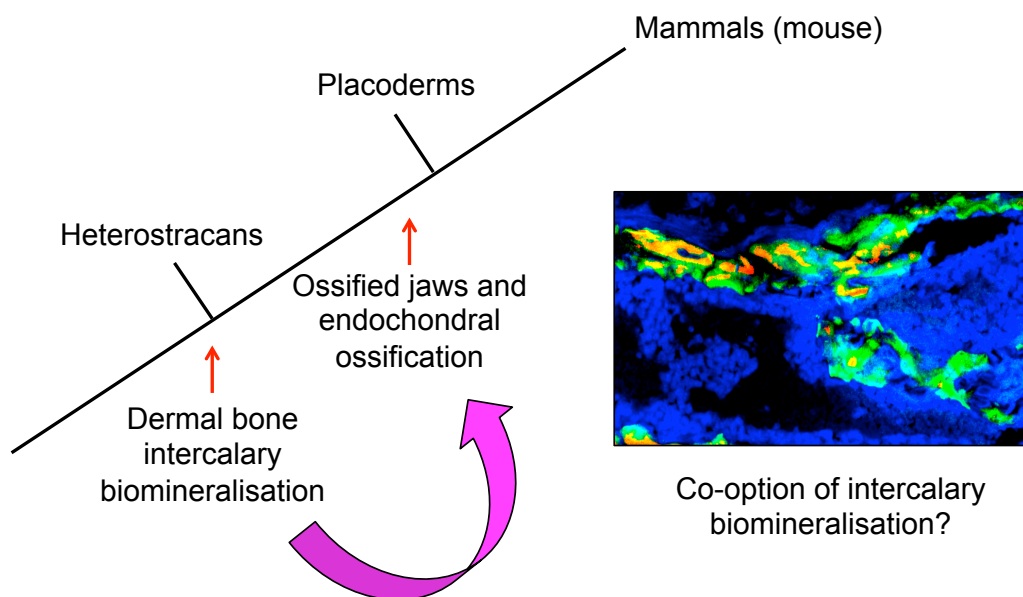 Mammals (mouse)
Placoderms
Heterostracans
Ossified jaws and
endochondral
ossification
Dermal bone
intercalary
biomineralisation
Co-option of intercalary
biomineralisation?